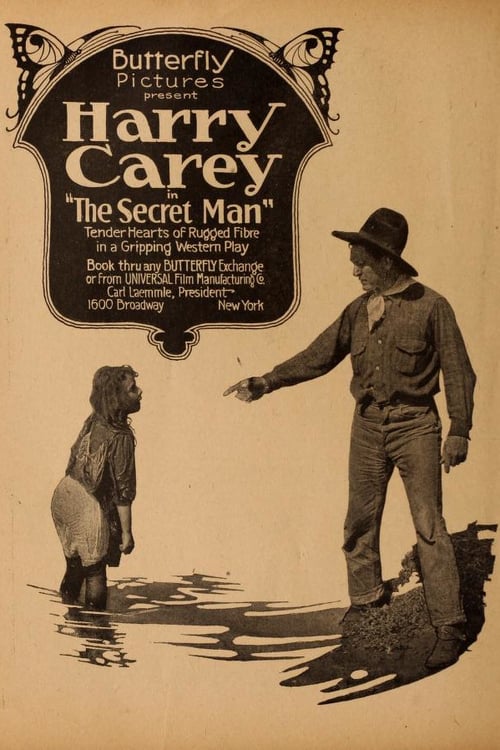 Butterfly
Pictures
present
Harry
Carey
in
"The Secret Man"
Tender Hearts of Rugged Fibre
in a Gripping Western Play
Book thru any BUTTERFLY Exchange
or from UNIVERSAL Film Manufacturing Co.
Carl Laemmle, President
1600 Broadway New York